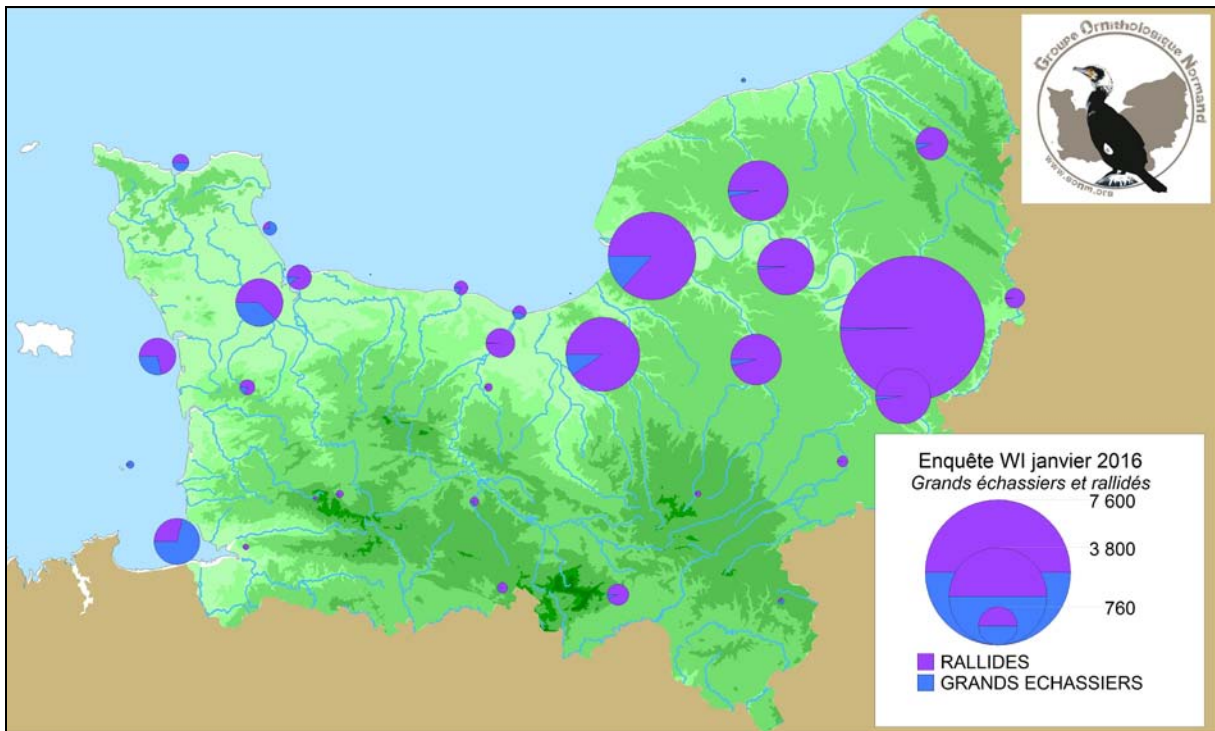 Groupe Ornithologique Normand
www.gonm.org
Enquête WI janvier 2016
Grands échassiers et rallidés
7 600
3 800
760
RALLIDES
GRANDS ECHASSIERS